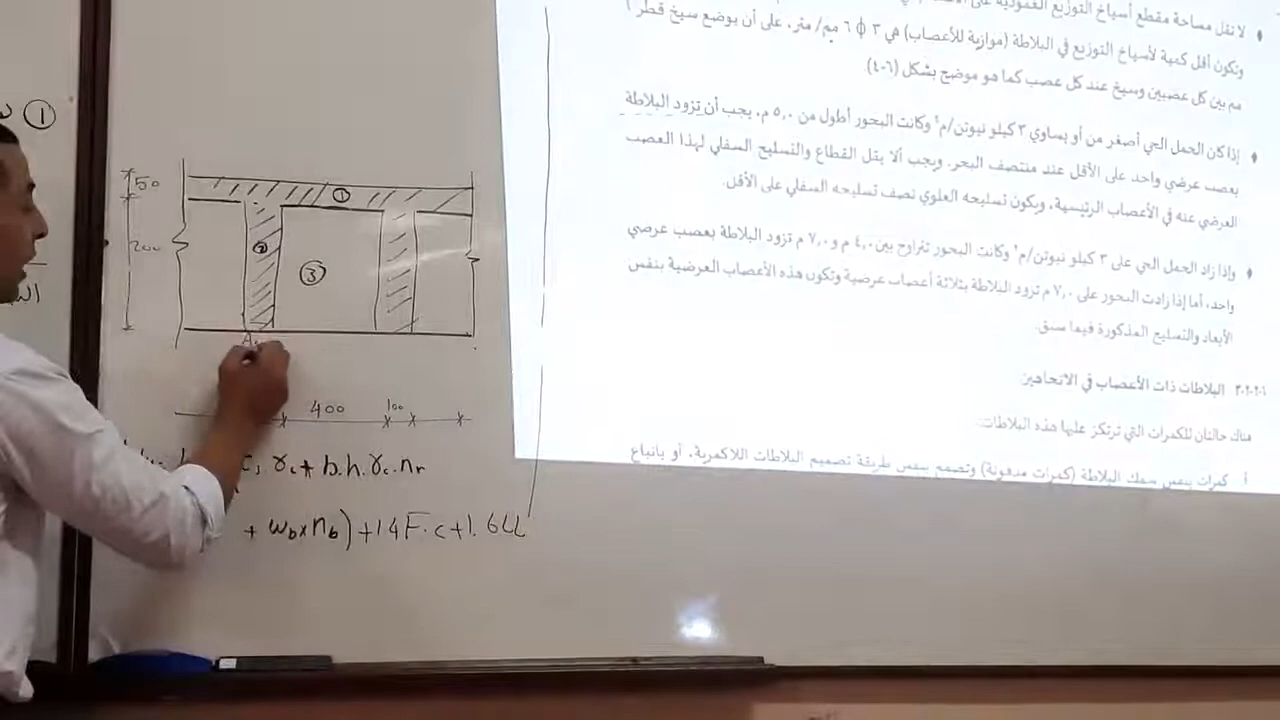 ①
50
①
200
②
③
400
100
γc + b.h.γc.nr
+ wb×nb) + 1.4F.c + 1.6LL
لا تقل مساحة مقطع أسياخ التوزيع العمودية على
وتكون أقل كمية لأسياخ التوزيع في البلاطة (موازية للأعصاب) هي ٣ ϕ ٦ مم/متر. على أن يوضع سيخ قطر ٦
مم بين كل عصبين وسيخ عند كل عصب كما هو موضح بشكل (٦-٤)
♦ إذا كان الحمل الحي أصغر من أو يساوي ٣ كيلو نيوتن/م٢ وكانت البحور أطول من ٥,٠ م. يجب أن تزود البلاطة
بعصب عرضي واحد على الأقل عند منتصف البحر. ويجب ألا يقل القطاع والتسليح السفلي لهذا العصب
العرضي عنه في الأعصاب الرئيسية، ويكون تسليحه العلوي نصف تسليحه السفلي على الأقل.
♦ وإذا زاد الحمل الحي على ٣ كيلو نيوتن/م٢ وكانت البحور تتراوح بين ٤,٠ م و ٧,٠ م تزود البلاطة بعصب عرضي
واحد، أما إذا زادت البحور على ٧,٠ م تزود البلاطة بثلاثة أعصاب عرضية وتكون هذه الأعصاب العرضية بنفس
الأبعاد والتسليح المذكورة فيما سبق.
البلاطات ذات الأعصاب في الاتجاهين
هناك حالتان للكمرات التي ترتكز عليها هذه البلاطات:
أ. كمرات بنفس سمك البلاطة (كمرات مدفونة) وتصمم بنفس طريقة تصميم البلاطات اللاكمرية. أو باتباع